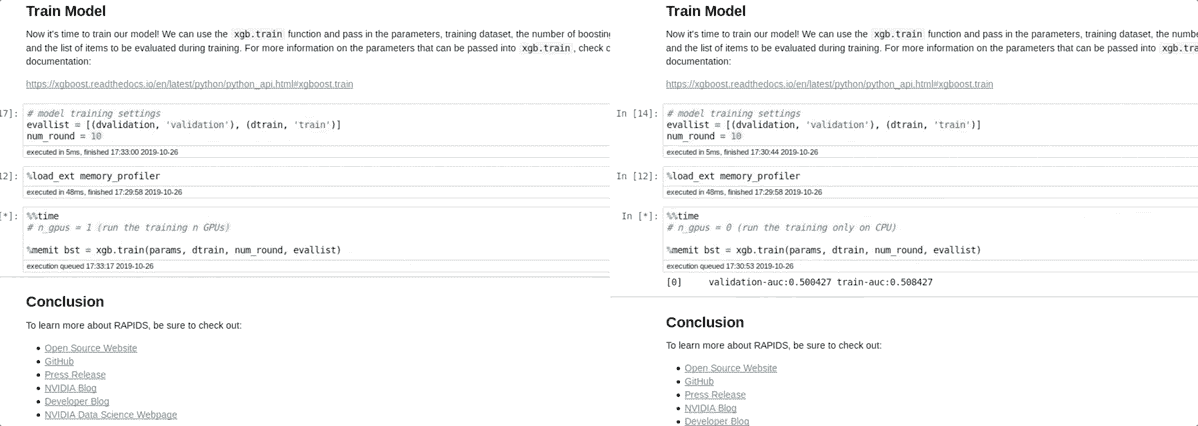 Train Model
Now it's time to train our model! We can use the xgb.train function and pass in the parameters, training dataset, the number of boosting
and the list of items to be evaluated during training. For more information on the parameters that can be passed into xgb.train, check
documentation:
https://xgboost.readthedocs.io/en/latest/python/python_api.html#xgboost.train
17]:
# model training settings
evallist = [(dvalidation, 'validation'), (dtrain, 'train')]
num_round = 10
executed in 5ms, finished 17:33:00 2019-10-26
12]:
%load_ext memory_profiler
executed in 48ms, finished 17:29:58 2019-10-26
[*]:
%%time
# n_gpus = 1 (run the training n GPUs)
%memit bst = xgb.train(params, dtrain, num_round, evallist)
execution queued 17:33:17 2019-10-26
Conclusion
To learn more about RAPIDS, be sure to check out:
Open Source Website
GitHub
Press Release
NVIDIA Blog
Developer Blog
NVIDIA Data Science Webpage
Train Model
Now it's time to train our model! We can use the xgb.train function and pass in the parameters, training dataset, the
and the list of items to be evaluated during training. For more information on the parameters that can be passed into
documentation:
https://xgboost.readthedocs.io/en/latest/python/python_api.html#xgboost.train
In [14]:
# model training settings
evallist = [(dvalidation, 'validation'), (dtrain, 'train')]
num_round = 10
executed in 5ms, finished 17:30:44 2019-10-26
In [12]:
%load_ext memory_profiler
executed in 48ms, finished 17:29:58 2019-10-26
In [*]:
%%time
# n_gpus = 0 (run the training only on CPU)
%memit bst = xgb.train(params, dtrain, num_round, evallist)
execution queued 17:30:53 2019-10-26
[0] validation-auc:0.500427 train-auc:0.508427
Conclusion
To learn more about RAPIDS, be sure to check out:
Open Source Website
GitHub
Press Release
NVIDIA Blog
Developer Blog